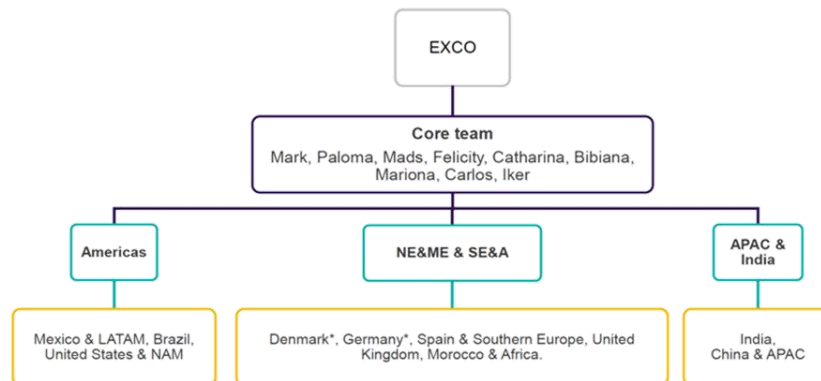 EXCO
Core team
Mark, Paloma, Mads, Felicity, Catharina, Bibiana,
Mariona, Carlos, Iker
Americas
NE&ME & SE&A
APAC &
India
Mexico & LATAM, Brazil,
United States & NAM
Denmark*, Germany*, Spain & Southern Europe, United
Kingdom, Morocco & Africa.
India,
China & APAC